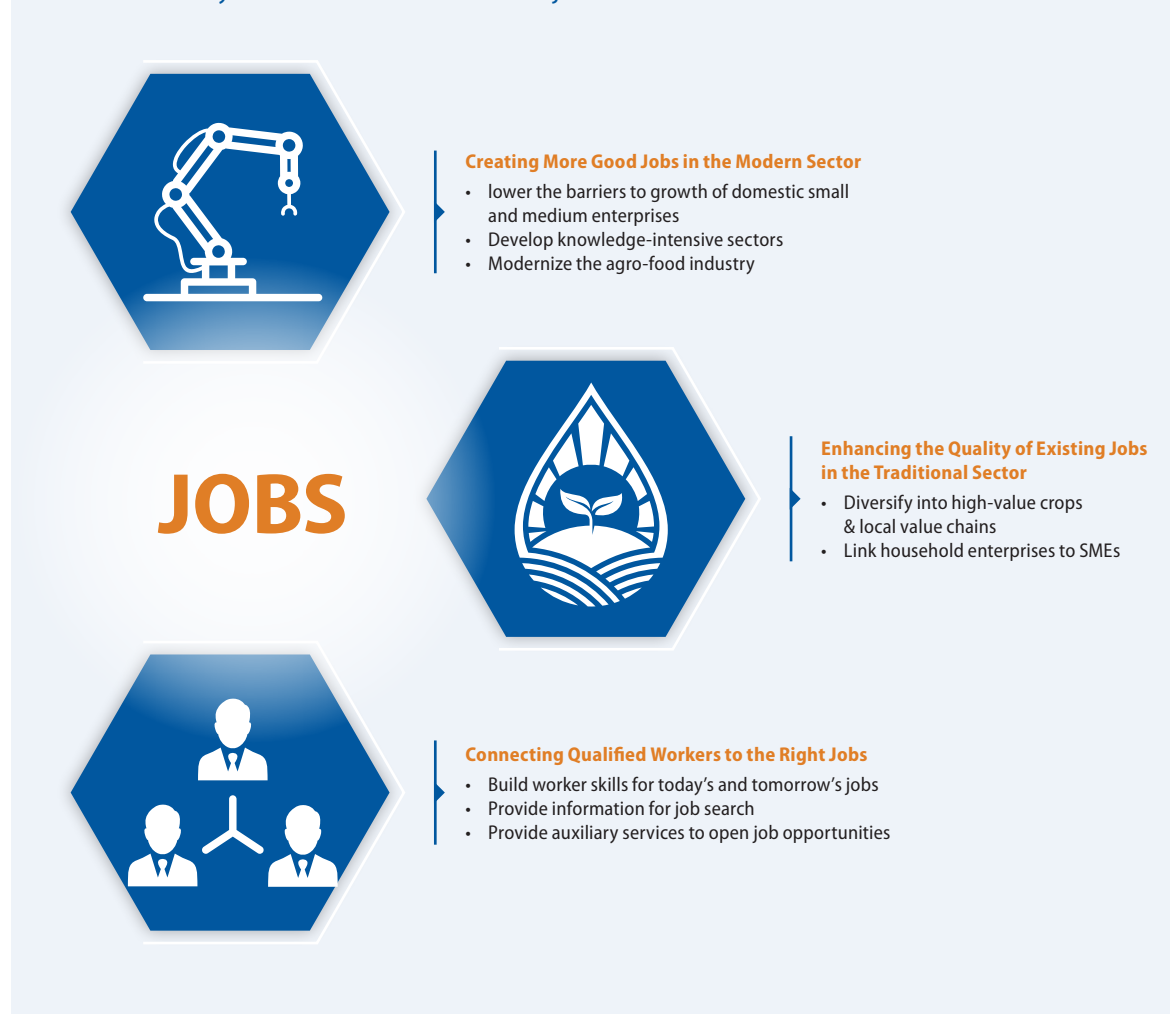 Creating More Good Jobs in the Modern Sector
• lower the barriers to growth of domestic small
and medium enterprises
• Develop knowledge-intensive sectors
• Modernize the agro-food industry
JOBS
Enhancing the Quality of Existing Jobs
in the Traditional Sector
• Diversify into high-value crops
& local value chains
• Link household enterprises to SMEs
Connecting Qualified Workers to the Right Jobs
• Build worker skills for today’s and tomorrow’s jobs
• Provide information for job search
• Provide auxiliary services to open job opportunities